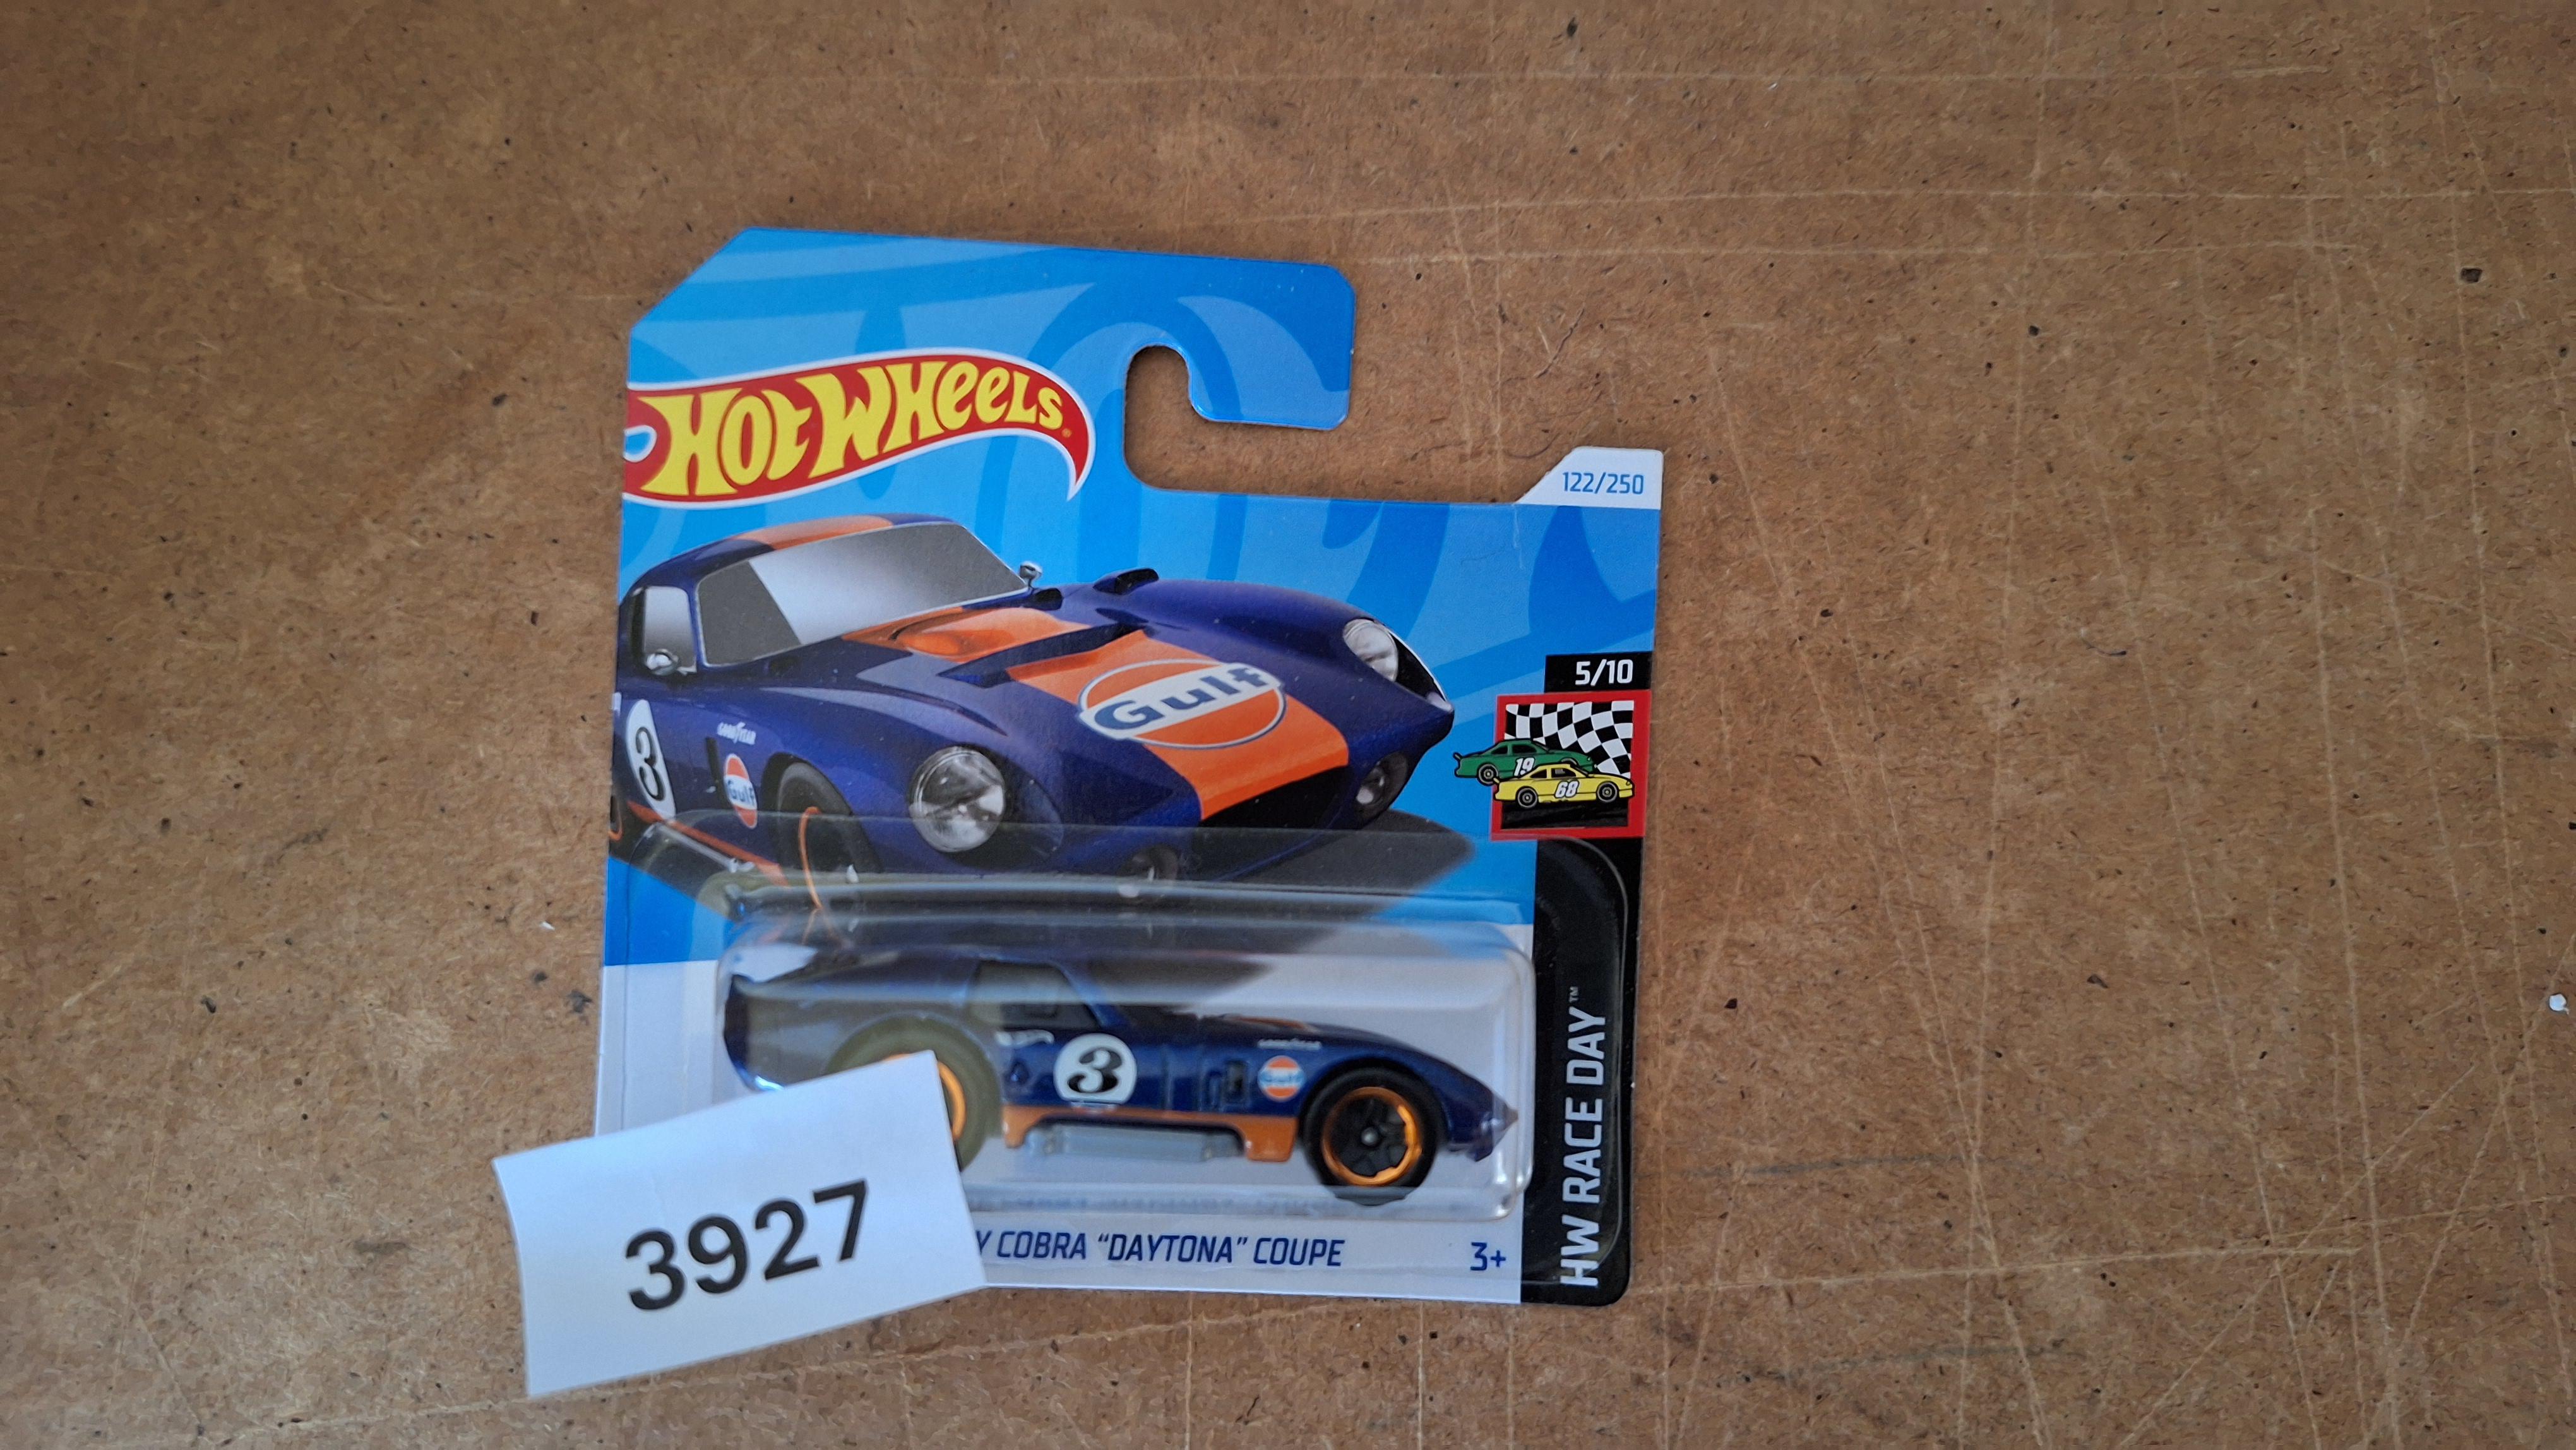 HOT WHEELS
122/250
Gulf
5/10
19
68
3
GOODYEAR
Gulf
3
Gulf
HW RACE DAY™
3927
Y COBRA “DAYTONA” COUPE
3+